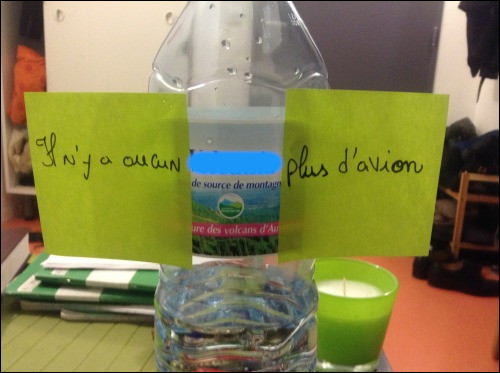 Il n'y a aucun plus d'avion
de source de montagn
ure des volcans d'Au